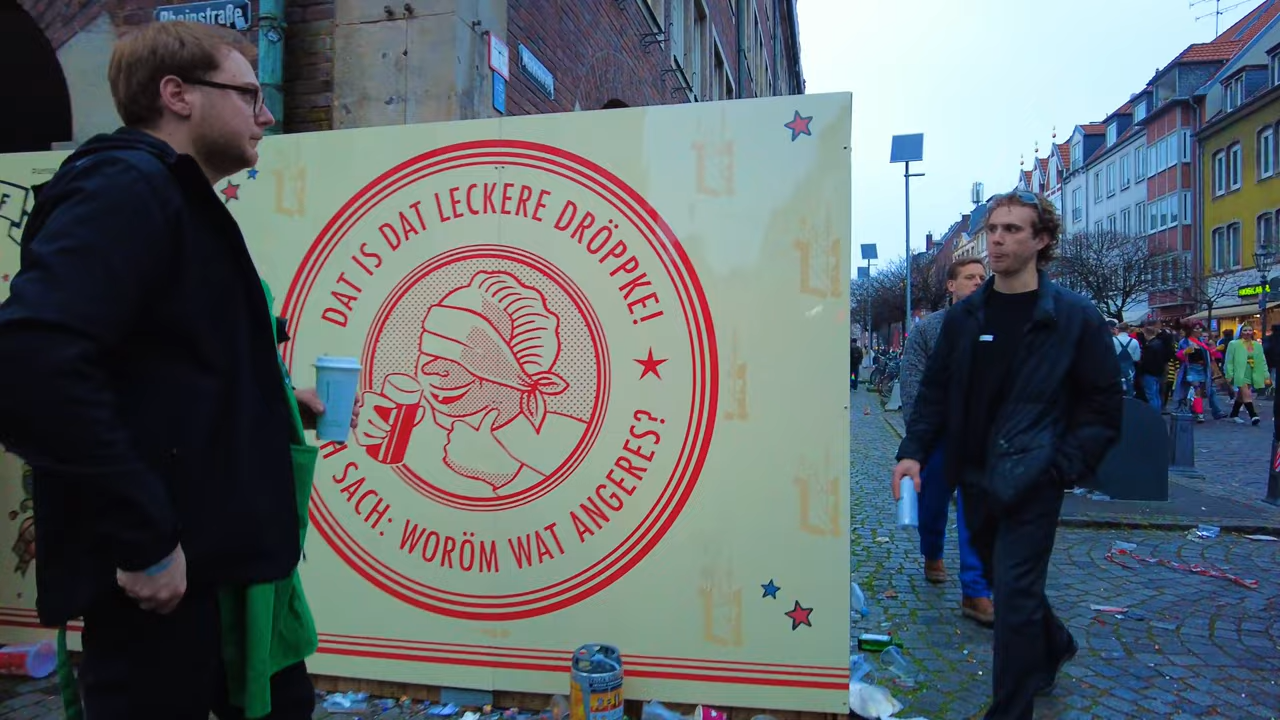 Rheinstraße
DAT IS DAT LECKERE DRÖPPKE!
SACH: WORÖM WAT ANGERES?